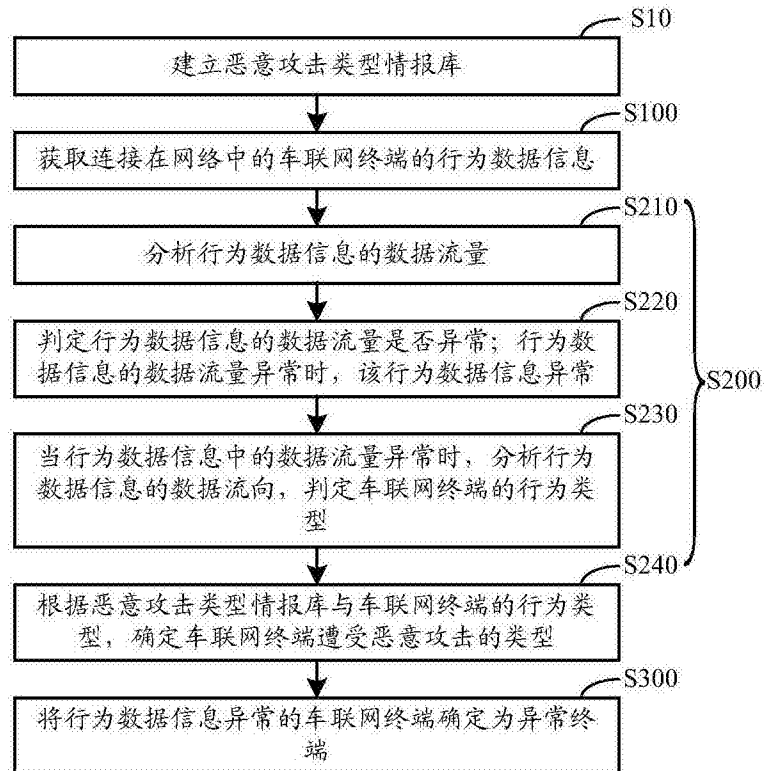 S10
建立恶意攻击类型情报库
S100
获取连接在网络中的车联网终端的行为数据信息
S210
分析行为数据信息的数据流量
S220
判定行为数据信息的数据流量是否异常；行为数
据信息的数据流量异常时，该行为数据信息异常
S200
S230
当行为数据信息中的数据流量异常时，分析行为
数据信息的数据流向，判定车联网终端的行为类
型
S240
根据恶意攻击类型情报库与车联网终端的行为类
型，确定车联网终端遭受恶意攻击的类型
S300
将行为数据信息异常的车联网终端确定为异常终
端